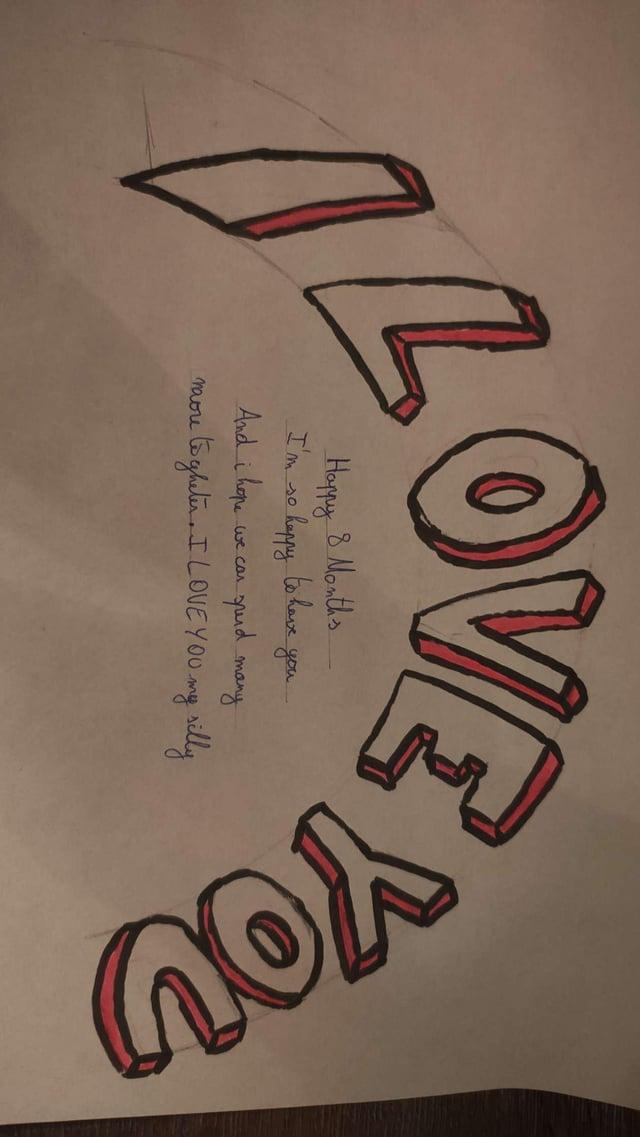 I LOVE YOU
Happy 8 Months
I'm so happy to have you
And i hope we can spend many
more togheter. I LOVE YOU my silly